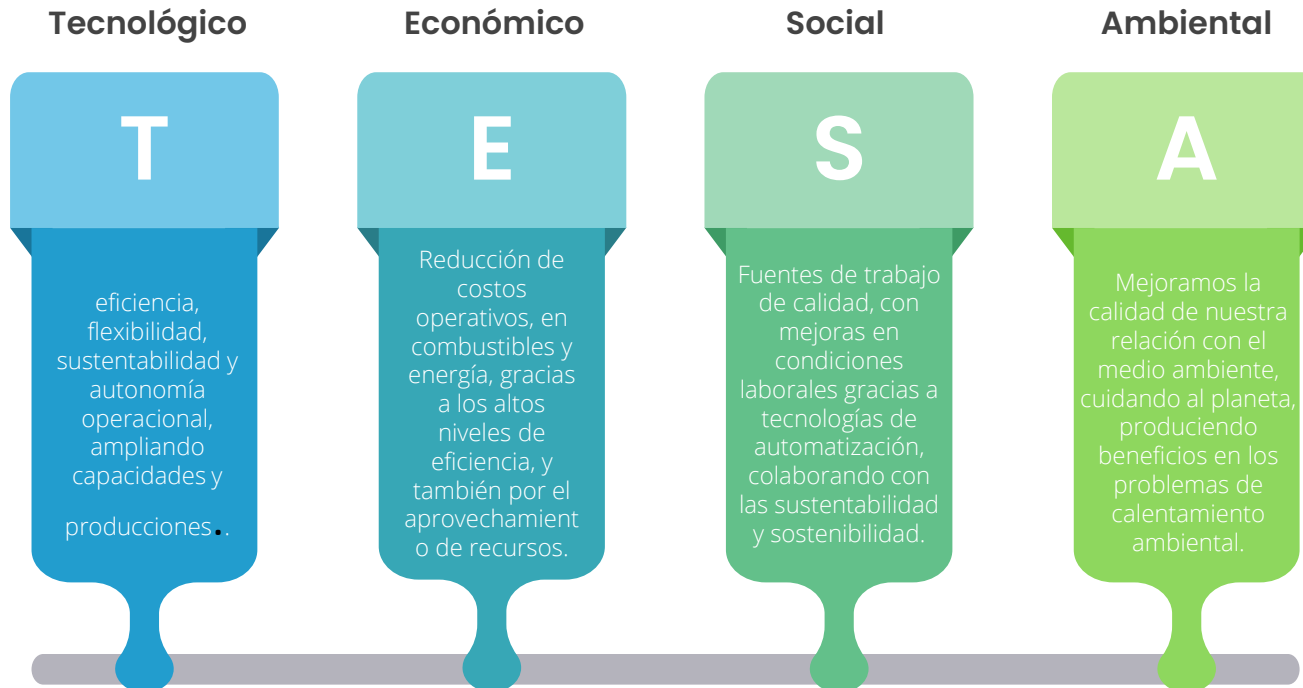 Tecnológico
T
eficiencia,
flexibilidad,
sustentabilidad y
autonomía
operacional,
ampliando
capacidades y
producciones..
Económico
E
Reducción de
costos
operativos, en
combustibles y
energía, gracias
a los altos
niveles de
eficiencia, y
también por el
aprovechamient
o de recursos.
Social
S
Fuentes de trabajo
de calidad, con
mejoras en
condiciones
laborales gracias a
tecnologías de
automatización,
colaborando con
las sustentabilidad
y sostenibilidad.
Ambiental
A
Mejoramos la
calidad de nuestra
relación con el
medio ambiente,
cuidando al planeta,
produciendo
beneficios en los
problemas de
calentamiento
ambiental.